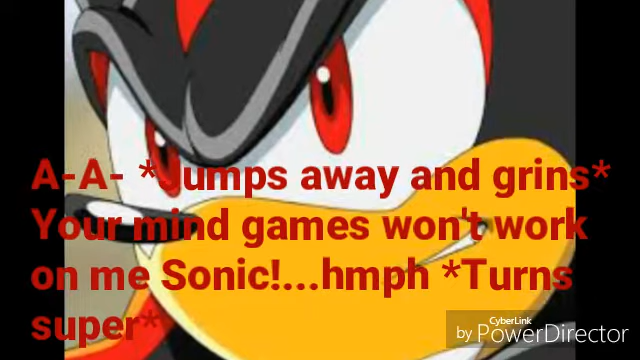 A-A- *Jumps away and grins*
Your mind games won't work
on me Sonic!...hmph *Turns
super*
CyberLink
by PowerDirector